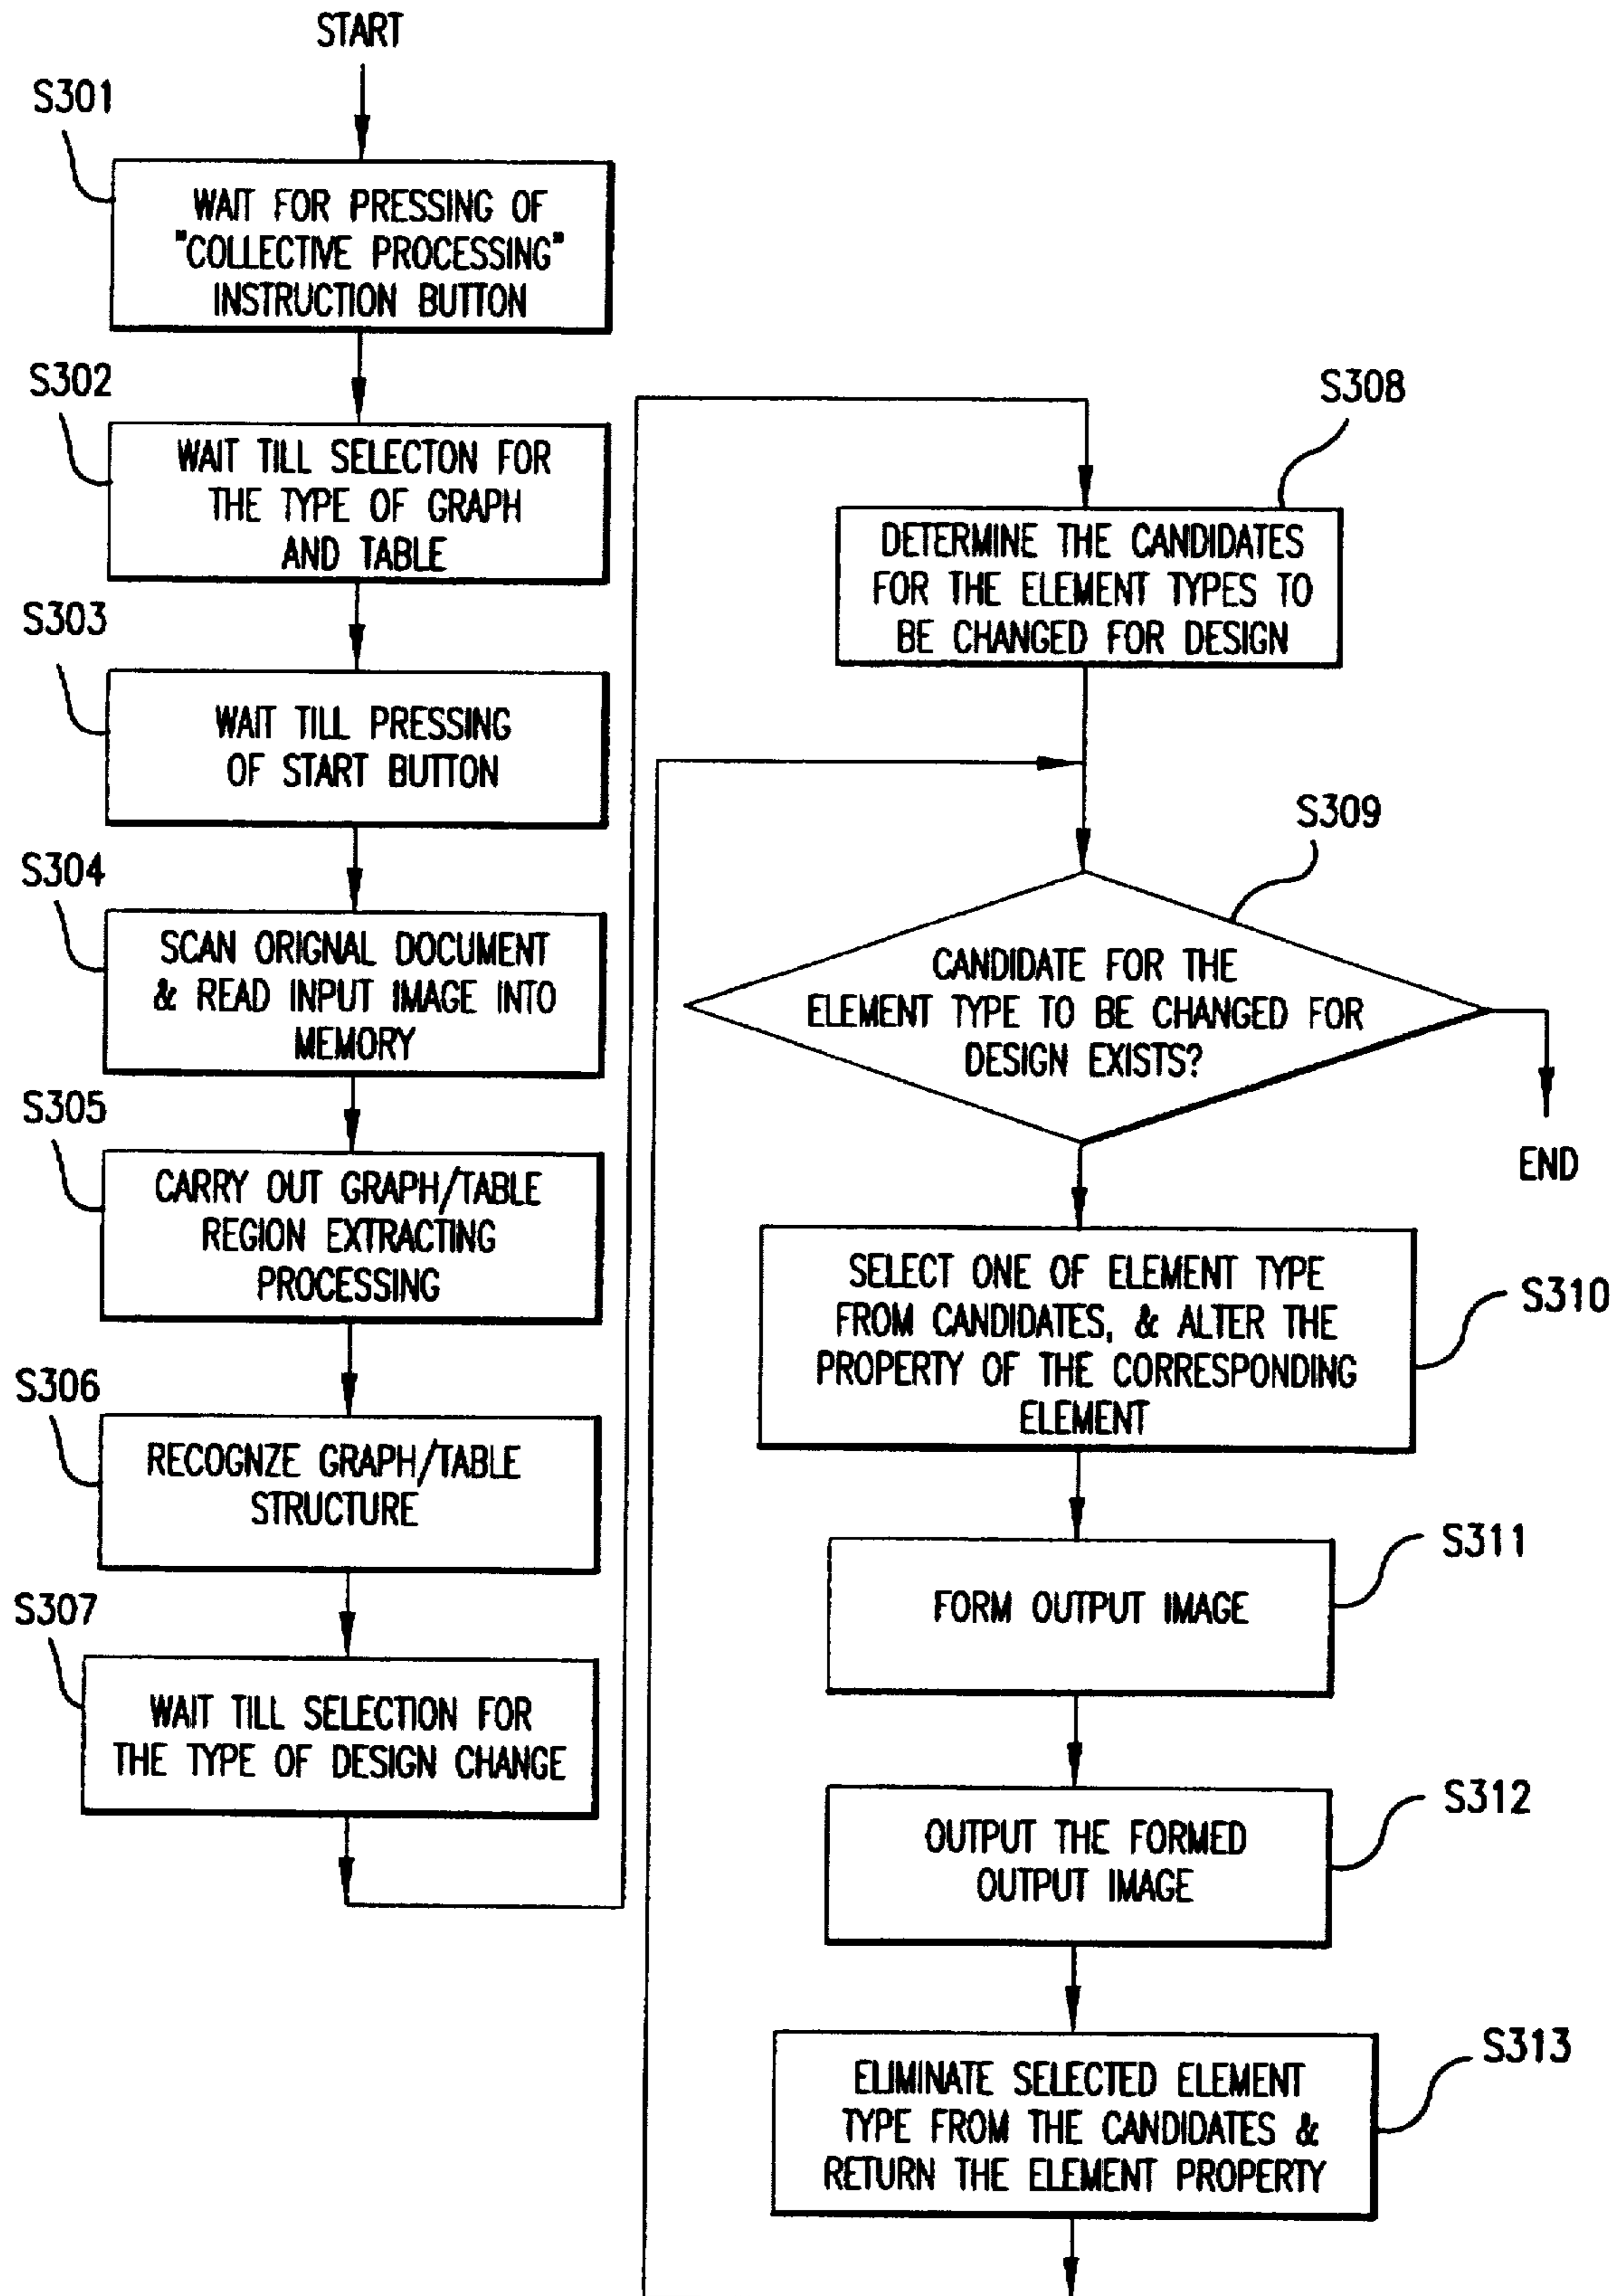 START
S301
WAIT FOR PRESSING OF
"COLLECTIVE PROCESSING"
INSTRUCTION BUTTON
S302
WAIT TILL SELECTON FOR
THE TYPE OF GRAPH
AND TABLE
S303
WAIT TILL PRESSING
OF START BUTTON
S304
SCAN ORIGNAL DOCUMENT
& READ INPUT IMAGE INTO
MEMORY
S305
CARRY OUT GRAPH/TABLE
REGION EXTRACTING
PROCESSING
S306
RECOGNZE GRAPH/TABLE
STRUCTURE
S307
WAIT TILL SELECTION FOR
THE TYPE OF DESIGN CHANGE
S308
DETERMINE THE CANDIDATES
FOR THE ELEMENT TYPES TO
BE CHANGED FOR DESIGN
S309
CANDIDATE FOR THE
ELEMENT TYPE TO BE CHANGED FOR
DESIGN EXISTS?
END
SELECT ONE OF ELEMENT TYPE
FROM CANDIDATES, & ALTER THE
PROPERTY OF THE CORRESPONDING
ELEMENT
S310
FORM OUTPUT IMAGE
S311
OUTPUT THE FORMED
OUTPUT IMAGE
S312
ELIMINATE SELECTED ELEMENT
TYPE FROM THE CANDIDATES &
RETURN THE ELEMENT PROPERTY
S313